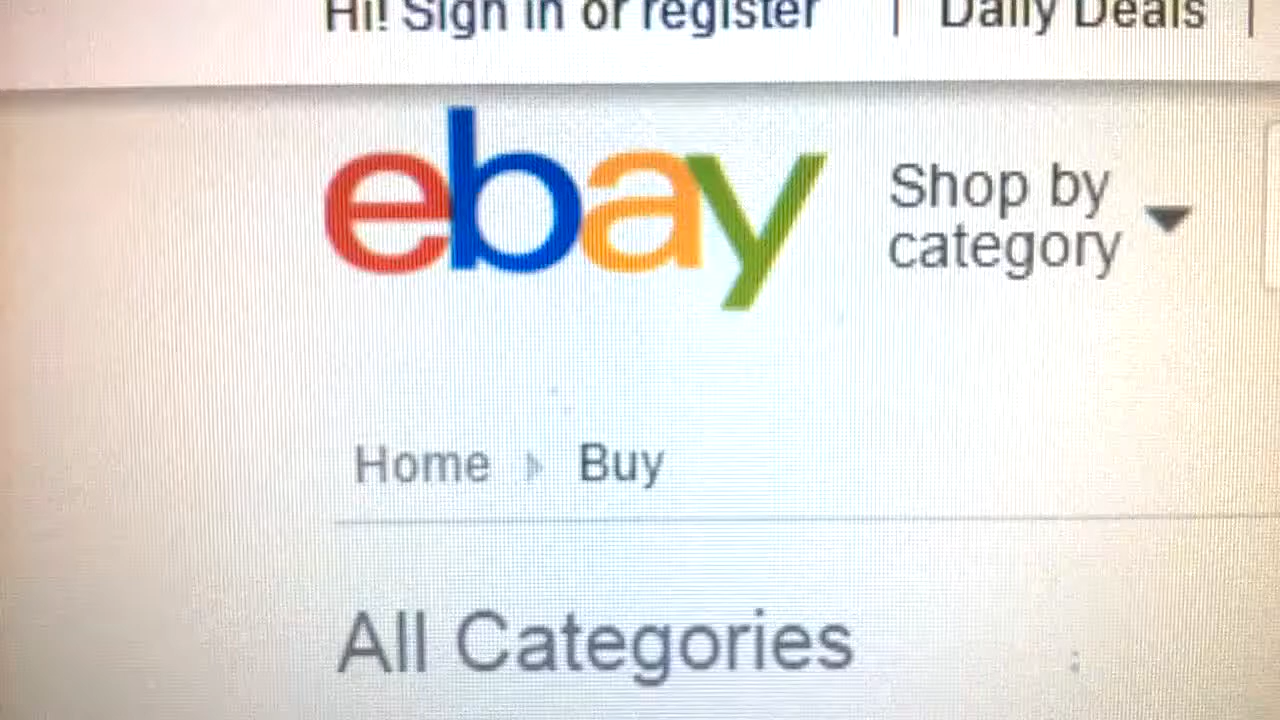 Hi! Sign in or register | Daily Deals |
ebay
Shop by
category
Home Buy
All Categories